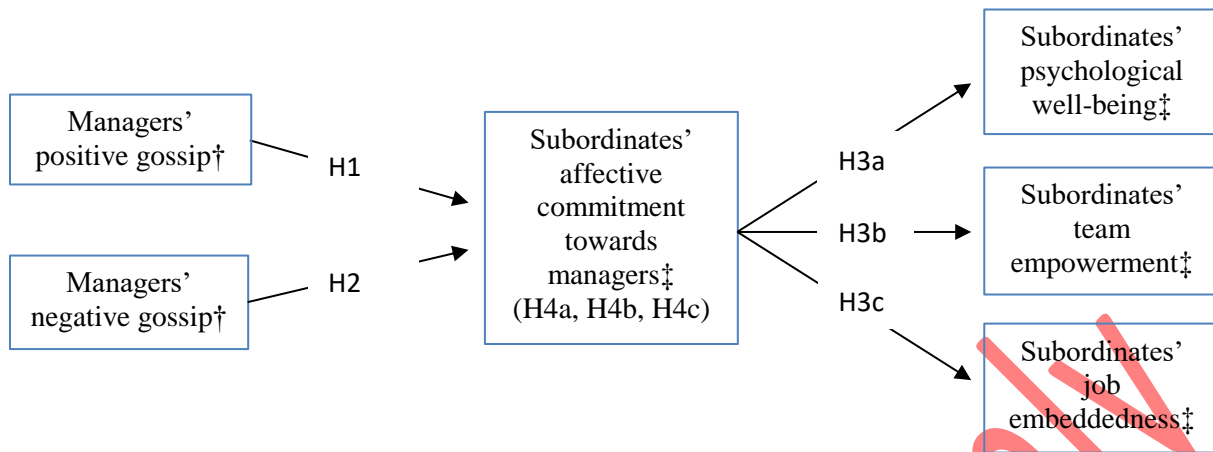 Managers’
positive gossip†
Managers’
negative gossip†
H1
H2
Subordinates’
affective
commitment
towards
managers‡
(H4a, H4b, H4c)
H3a
H3b
H3c
Subordinates’
psychological
well-being‡
Subordinates’
team
empowerment‡
Subordinates’
job
embeddedness‡